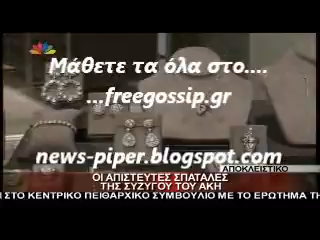 Μάθετε τα όλα στο....
...freegossip.gr
news-piper.blogspot.com
ΑΠΟΚΛΕΙΣΤΙΚΟ
ΟΙ ΑΠΙΣΤΕΥΤΕΣ ΣΠΑΤΑΛΕΣ
ΤΗΣ ΣΥΖΥΓΟΥ ΤΟΥ ΑΚΗ
Ι ΣΤΟ ΚΕΝΤΡΙΚΟ ΠΕΙΘΑΡΧΙΚΟ ΣΥΜΒΟΥΛΙΟ ΜΕ ΤΟ ΕΡΩΤΗΜΑ ΤΗ